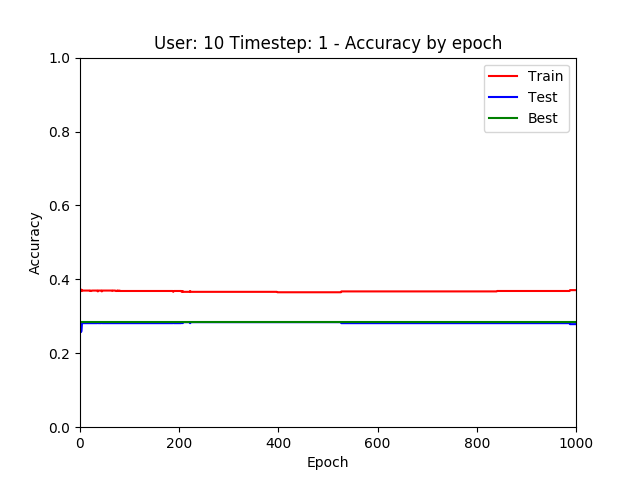 User: 10 Timestep: 1 - Accuracy by epoch
1.0
0.8
0.6
0.4
0.2
0.0
Accuracy
Train
Test
Best
0 200 400 600 800 1000
Epoch